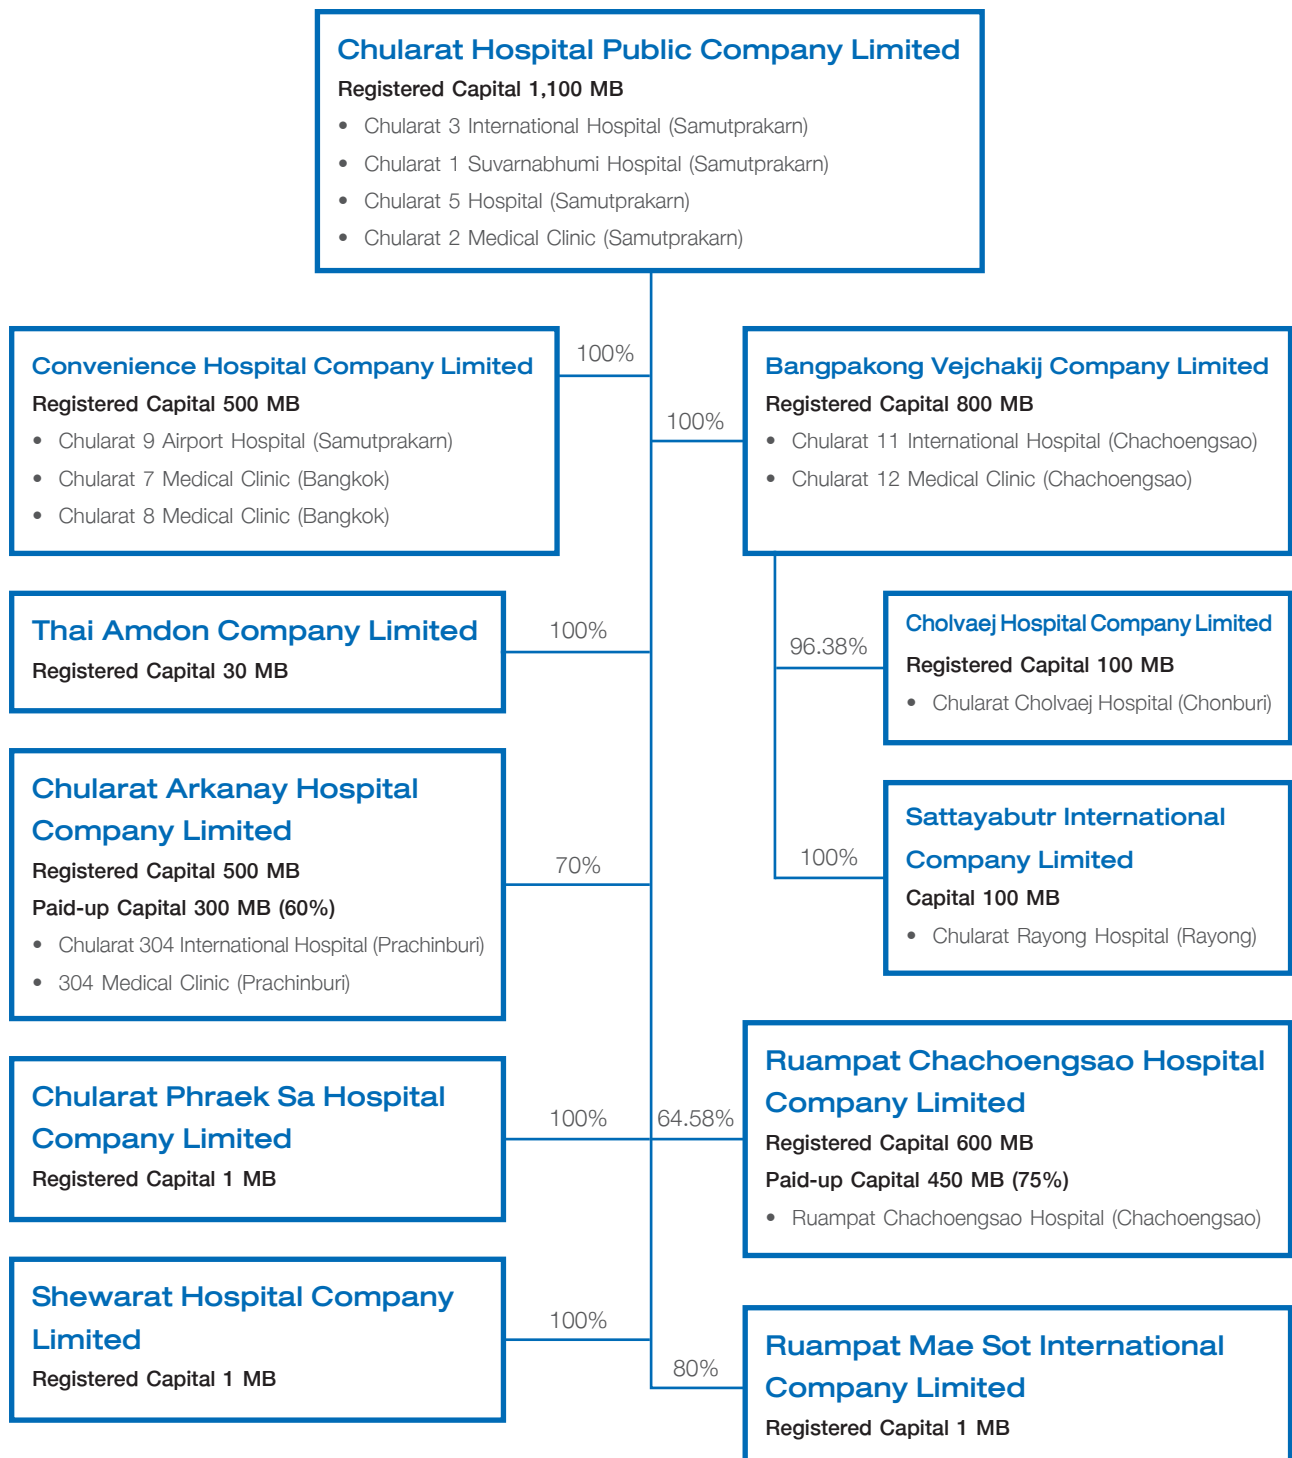 Chularat Hospital Public Company Limited
Registered Capital 1,100 MB
• Chularat 3 International Hospital (Samutprakarn)
• Chularat 1 Suvarnabhumi Hospital (Samutprakarn)
• Chularat 5 Hospital (Samutprakarn)
• Chularat 2 Medical Clinic (Samutprakarn)
100%
Convenience Hospital Company Limited
Registered Capital 500 MB
• Chularat 9 Airport Hospital (Samutprakarn)
• Chularat 7 Medical Clinic (Bangkok)
• Chularat 8 Medical Clinic (Bangkok)
100%
Bangpakong Vejchakij Company Limited
Registered Capital 800 MB
• Chularat 11 International Hospital (Chachoengsao)
• Chularat 12 Medical Clinic (Chachoengsao)
100%
Thai Amdon Company Limited
Registered Capital 30 MB
96.38%
Cholvaej Hospital Company Limited
Registered Capital 100 MB
• Chularat Cholvaej Hospital (Chonburi)
70%
Chularat Arkanay Hospital
Company Limited
Registered Capital 500 MB
Paid-up Capital 300 MB (60%)
• Chularat 304 International Hospital (Prachinburi)
• 304 Medical Clinic (Prachinburi)
100%
Sattayabutr International
Company Limited
Capital 100 MB
• Chularat Rayong Hospital (Rayong)
100%
Chularat Phraek Sa Hospital
Company Limited
Registered Capital 1 MB
64.58%
Ruampat Chachoengsao Hospital
Company Limited
Registered Capital 600 MB
Paid-up Capital 450 MB (75%)
• Ruampat Chachoengsao Hospital (Chachoengsao)
100%
Shewarat Hospital Company
Limited
Registered Capital 1 MB
80%
Ruampat Mae Sot International
Company Limited
Registered Capital 1 MB